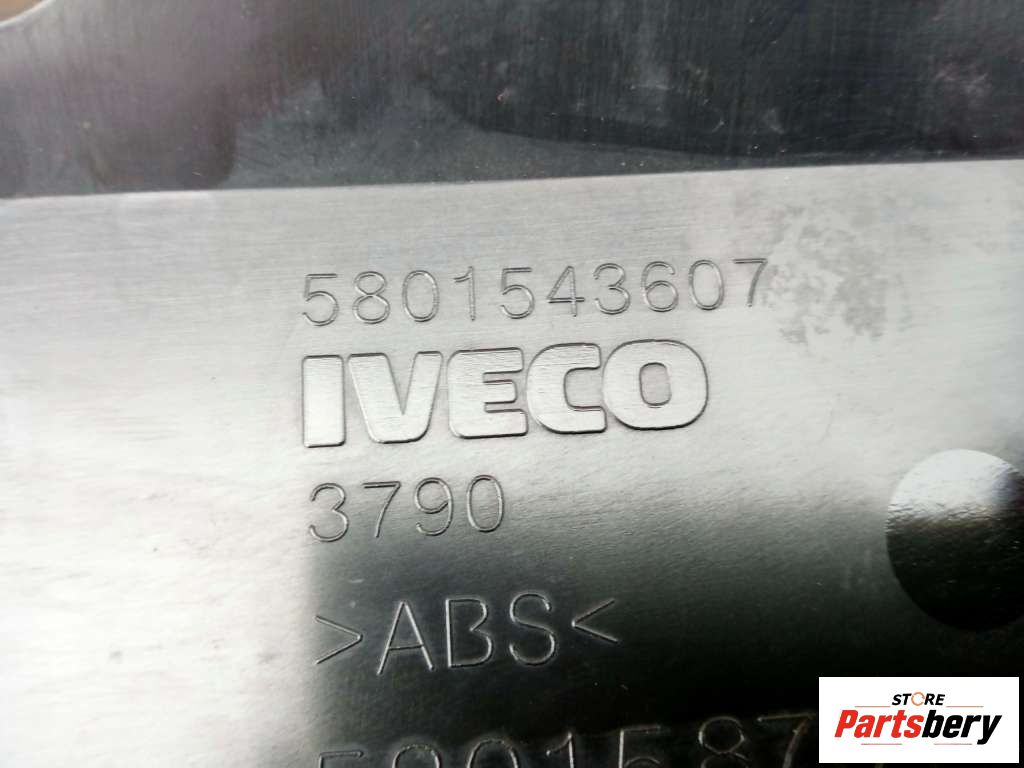 5801543607
IVECO
3790
>ABS<
STORE
Partsbery